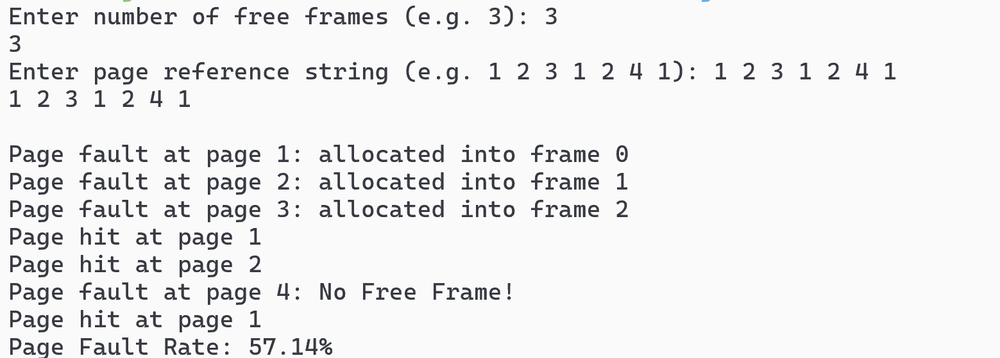 Enter number of free frames (e.g. 3): 3
3
Enter page reference string (e.g. 1 2 3 1 2 4 1): 1 2 3 1 2 4 1
1 2 3 1 2 4 1
Page fault at page 1: allocated into frame 0
Page fault at page 2: allocated into frame 1
Page fault at page 3: allocated into frame 2
Page hit at page 1
Page hit at page 2
Page fault at page 4: No Free Frame!
Page hit at page 1
Page Fault Rate: 57.14%